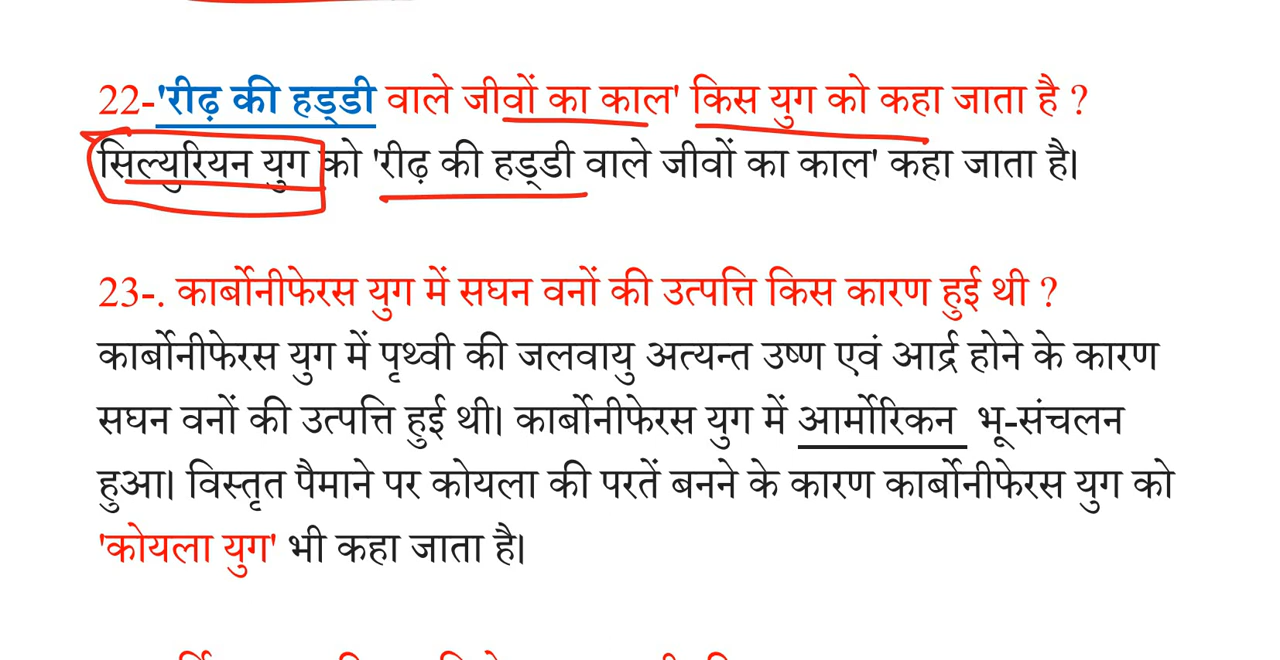 22-'रीढ़ की हड्डी वाले जीवों का काल' किस युग को कहा जाता है ?
सिल्युरियन युग को 'रीढ़ की हड्डी वाले जीवों का काल' कहा जाता है।
23-. कार्बोनीफेरस युग में सघन वनों की उत्पत्ति किस कारण हुई थी ?
कार्बोनीफेरस युग में पृथ्वी की जलवायु अत्यन्त उष्ण एवं आर्द्र होने के कारण
सघन वनों की उत्पत्ति हुई थी। कार्बोनीफेरस युग में आर्मोरिकन भू-संचलन
हुआ। विस्तृत पैमाने पर कोयला की परतें बनने के कारण कार्बोनीफेरस युग को
'कोयला युग' भी कहा जाता है।